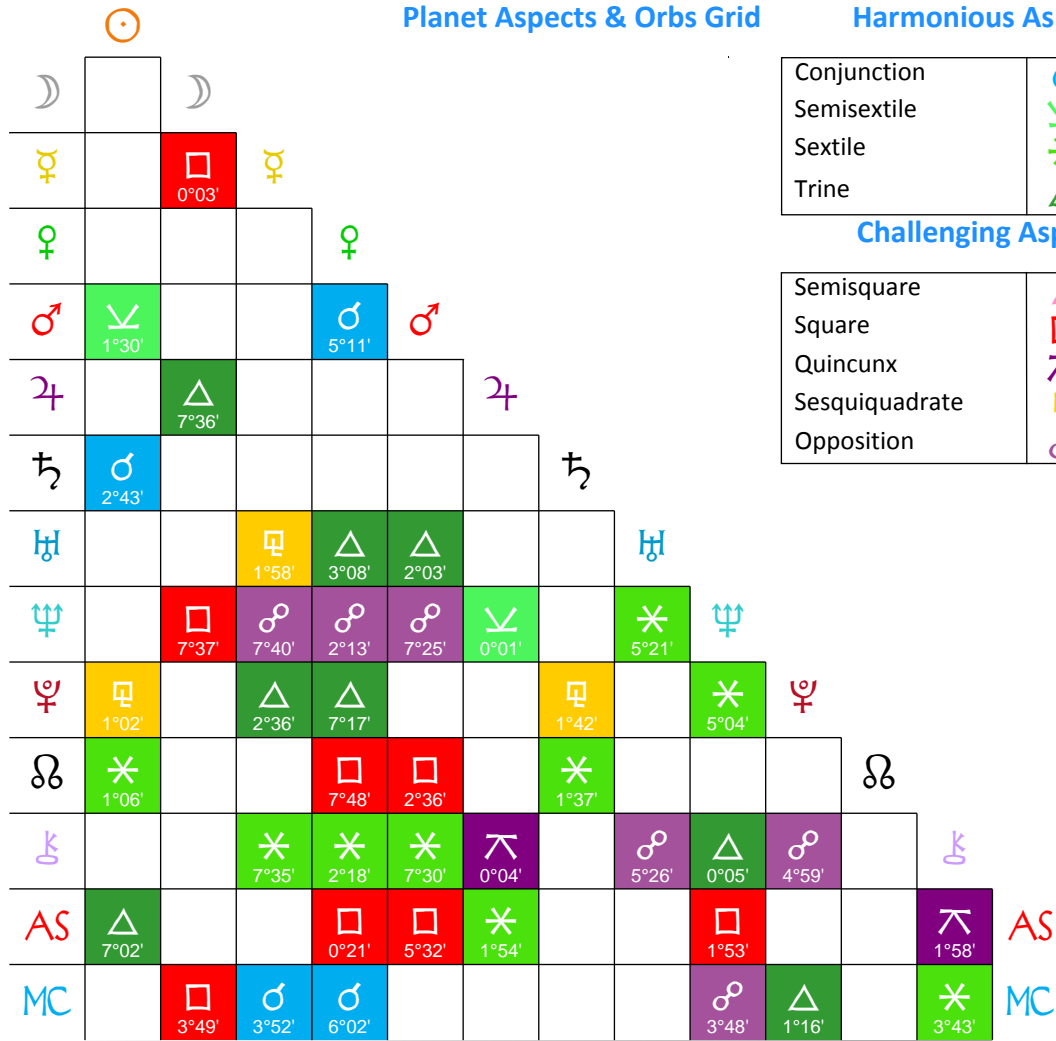 Planet Aspects & Orbs Grid Harmonious As
Conjunction
Semisextile
Sextile
Trine
0°03'
Challenging Asp
1°30' 5°11'
Semisquare
Square
Quincunx
Sesquiquadrate
Opposition
7°36'
2°43'
1°58' 3°08' 2°03'
7°37' 7°40' 2°13' 7°25' 0°01' 5°21'
1°02' 2°36' 7°17' 1°42' 5°04'
1°06' 7°48' 2°36' 1°37'
7°35' 2°18' 7°30' 0°04' 5°26' 0°05' 4°59'
AS 7°02' 0°21' 5°32' 1°54' 1°53' 1°58' AS
MC 3°49' 3°52' 6°02' 3°48' 1°16' 3°43' MC